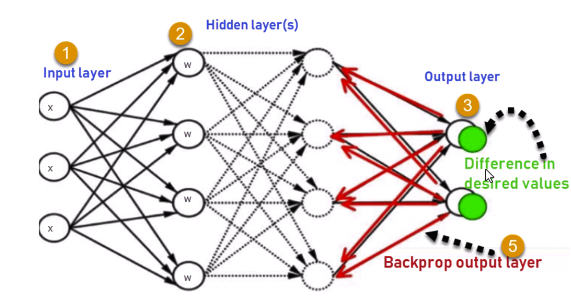 Hidden layer(s)
1
2
Input layer
Output layer
3
x
x
x
w
w
w
w
Difference in
desired values
5
Backprop output layer